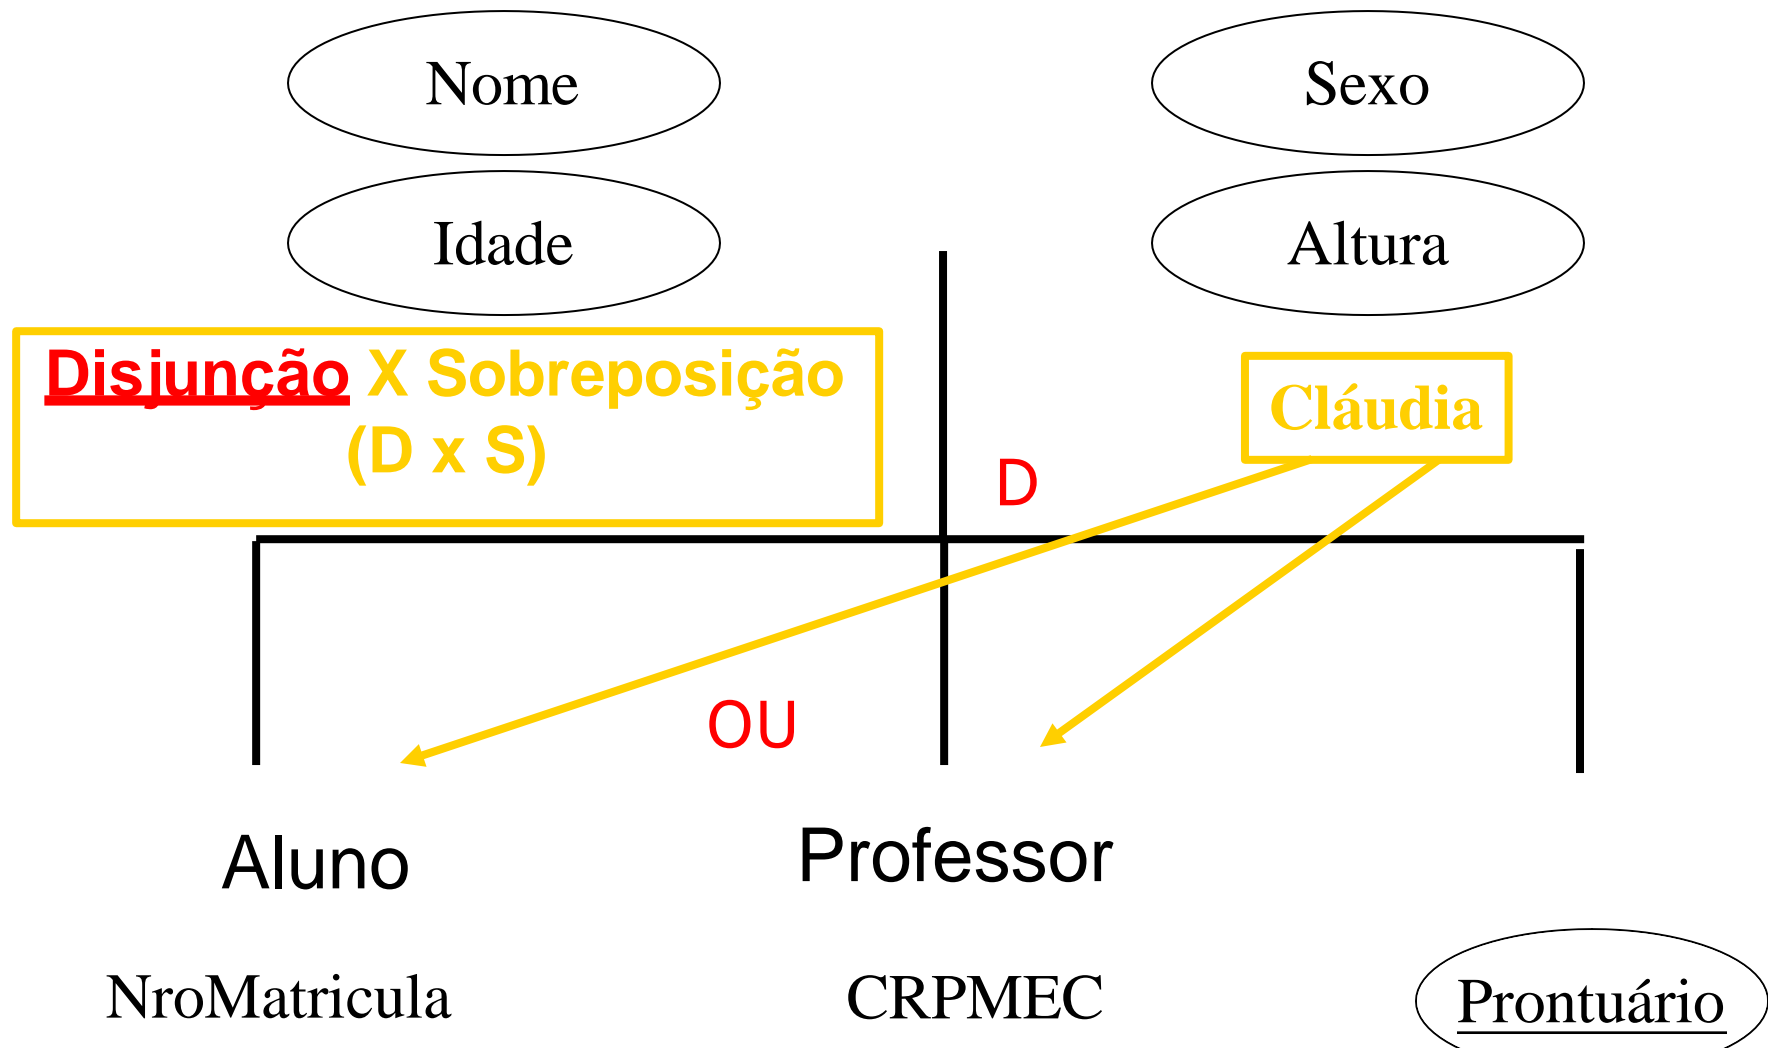 Nome
Sexo
Idade
Altura
Disjunção X Sobreposição
(D x S)
Cláudia
D
OU
Aluno
Professor
NroMatricula
CRPMEC
Prontuário